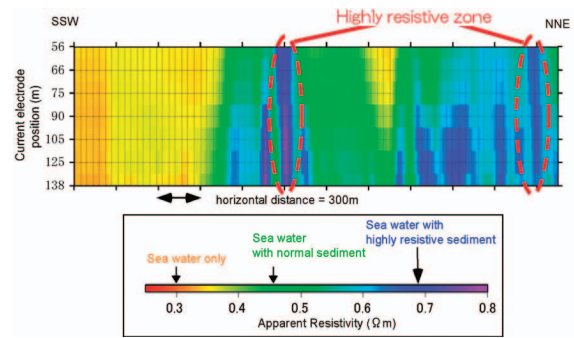 SSW
Highly resistive zone
NNE
Current electrode
position (m)
56
66
75
90
105
125
138
horizontal distance = 300m
Sea water only
Sea water
with normal sediment
Sea water with
highly resistive sediment
0.3 0.4 0.5 0.6 0.7 0.8
Apparent Resistivity (Ωm)